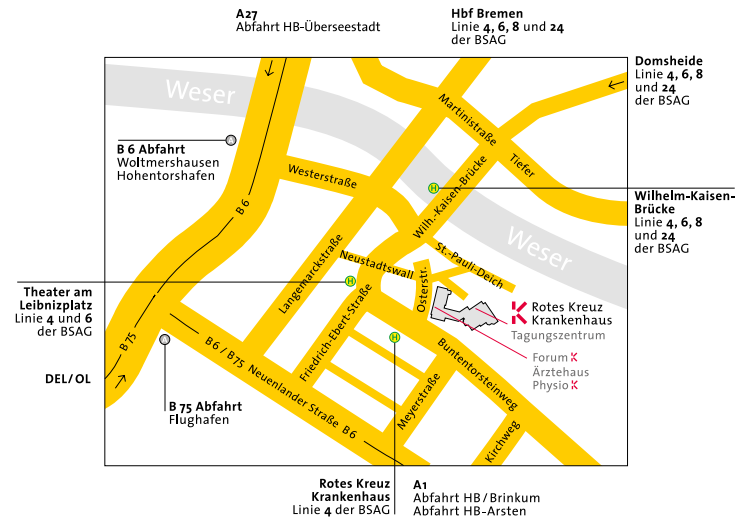 A27
Abfahrt HB-Überseestadt
Hbf Bremen
Linie 4, 6, 8 und 24
der BSAG
Domsheide
Linie 4, 6, 8
und 24
der BSAG
Weser
Martinistraße
Tiefer
A
B 6 Abfahrt
Woltmershausen
Hohentorshafen
Westerstraße
B 6
H
Wilh.-Kaisen-Brücke
Wilhelm-Kaisen-
Brücke
Linie 4, 6, 8
und 24
der BSAG
Weser
St.-Pauli-Deich
Langemarckstraße
Neustadtswall
Osterstr.
H
Theater am
Leibnizplatz
Linie 4 und 6
der BSAG
Friedrich-Ebert-Straße
Rotes Kreuz
Krankenhaus
Tagungszentrum
Forum K
Ärztehaus
Physio K
B 75
A
H
B 6 / B 75 Neuenlander Straße B 6
Buntentorsteinweg
Meyerstraße
Kirchweg
DEL/OL
B 75 Abfahrt
Flughafen
Rotes Kreuz
Krankenhaus
Linie 4 der BSAG
A1
Abfahrt HB/Brinkum
Abfahrt HB-Arsten